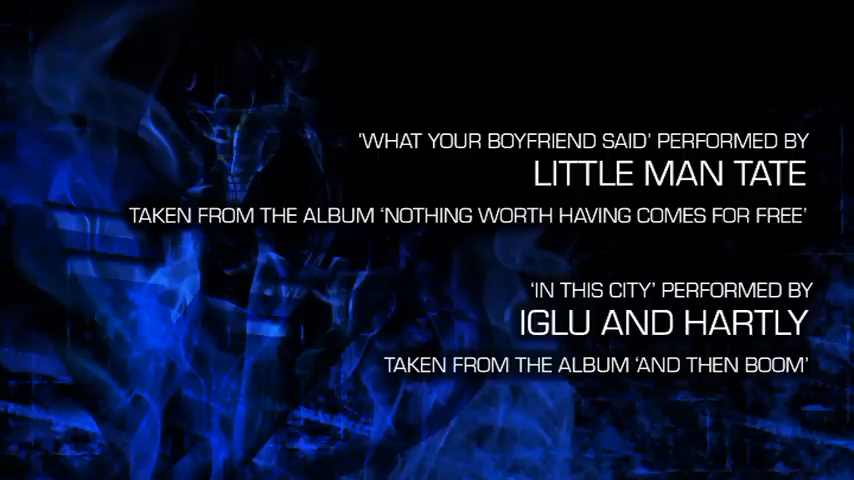 'WHAT YOUR BOYFRIEND SAID' PERFORMED BY
LITTLE MAN TATE
TAKEN FROM THE ALBUM 'NOTHING WORTH HAVING COMES FOR FREE'
'IN THIS CITY' PERFORMED BY
IGLU AND HARTLY
TAKEN FROM THE ALBUM 'AND THEN BOOM'